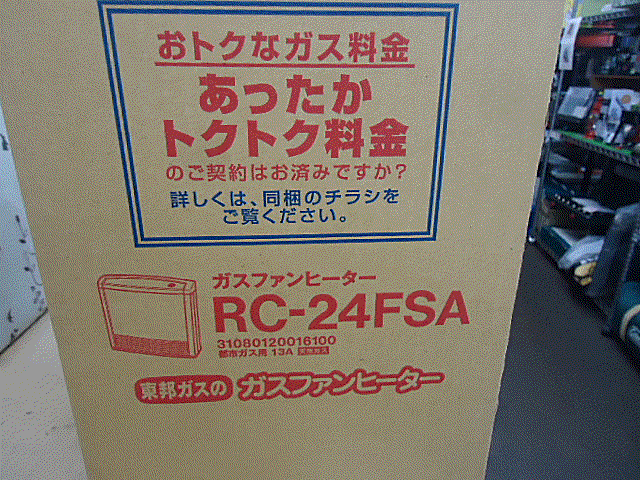 おトクなガス料金
あったか
トクトク料金
のご契約はお済みですか?
詳しくは、同梱のチラシを
ご覧ください。
ガスファンヒーター
RC-24FSA
31080120016100
都市ガス用 13A
東邦ガスの ガスファンヒーター